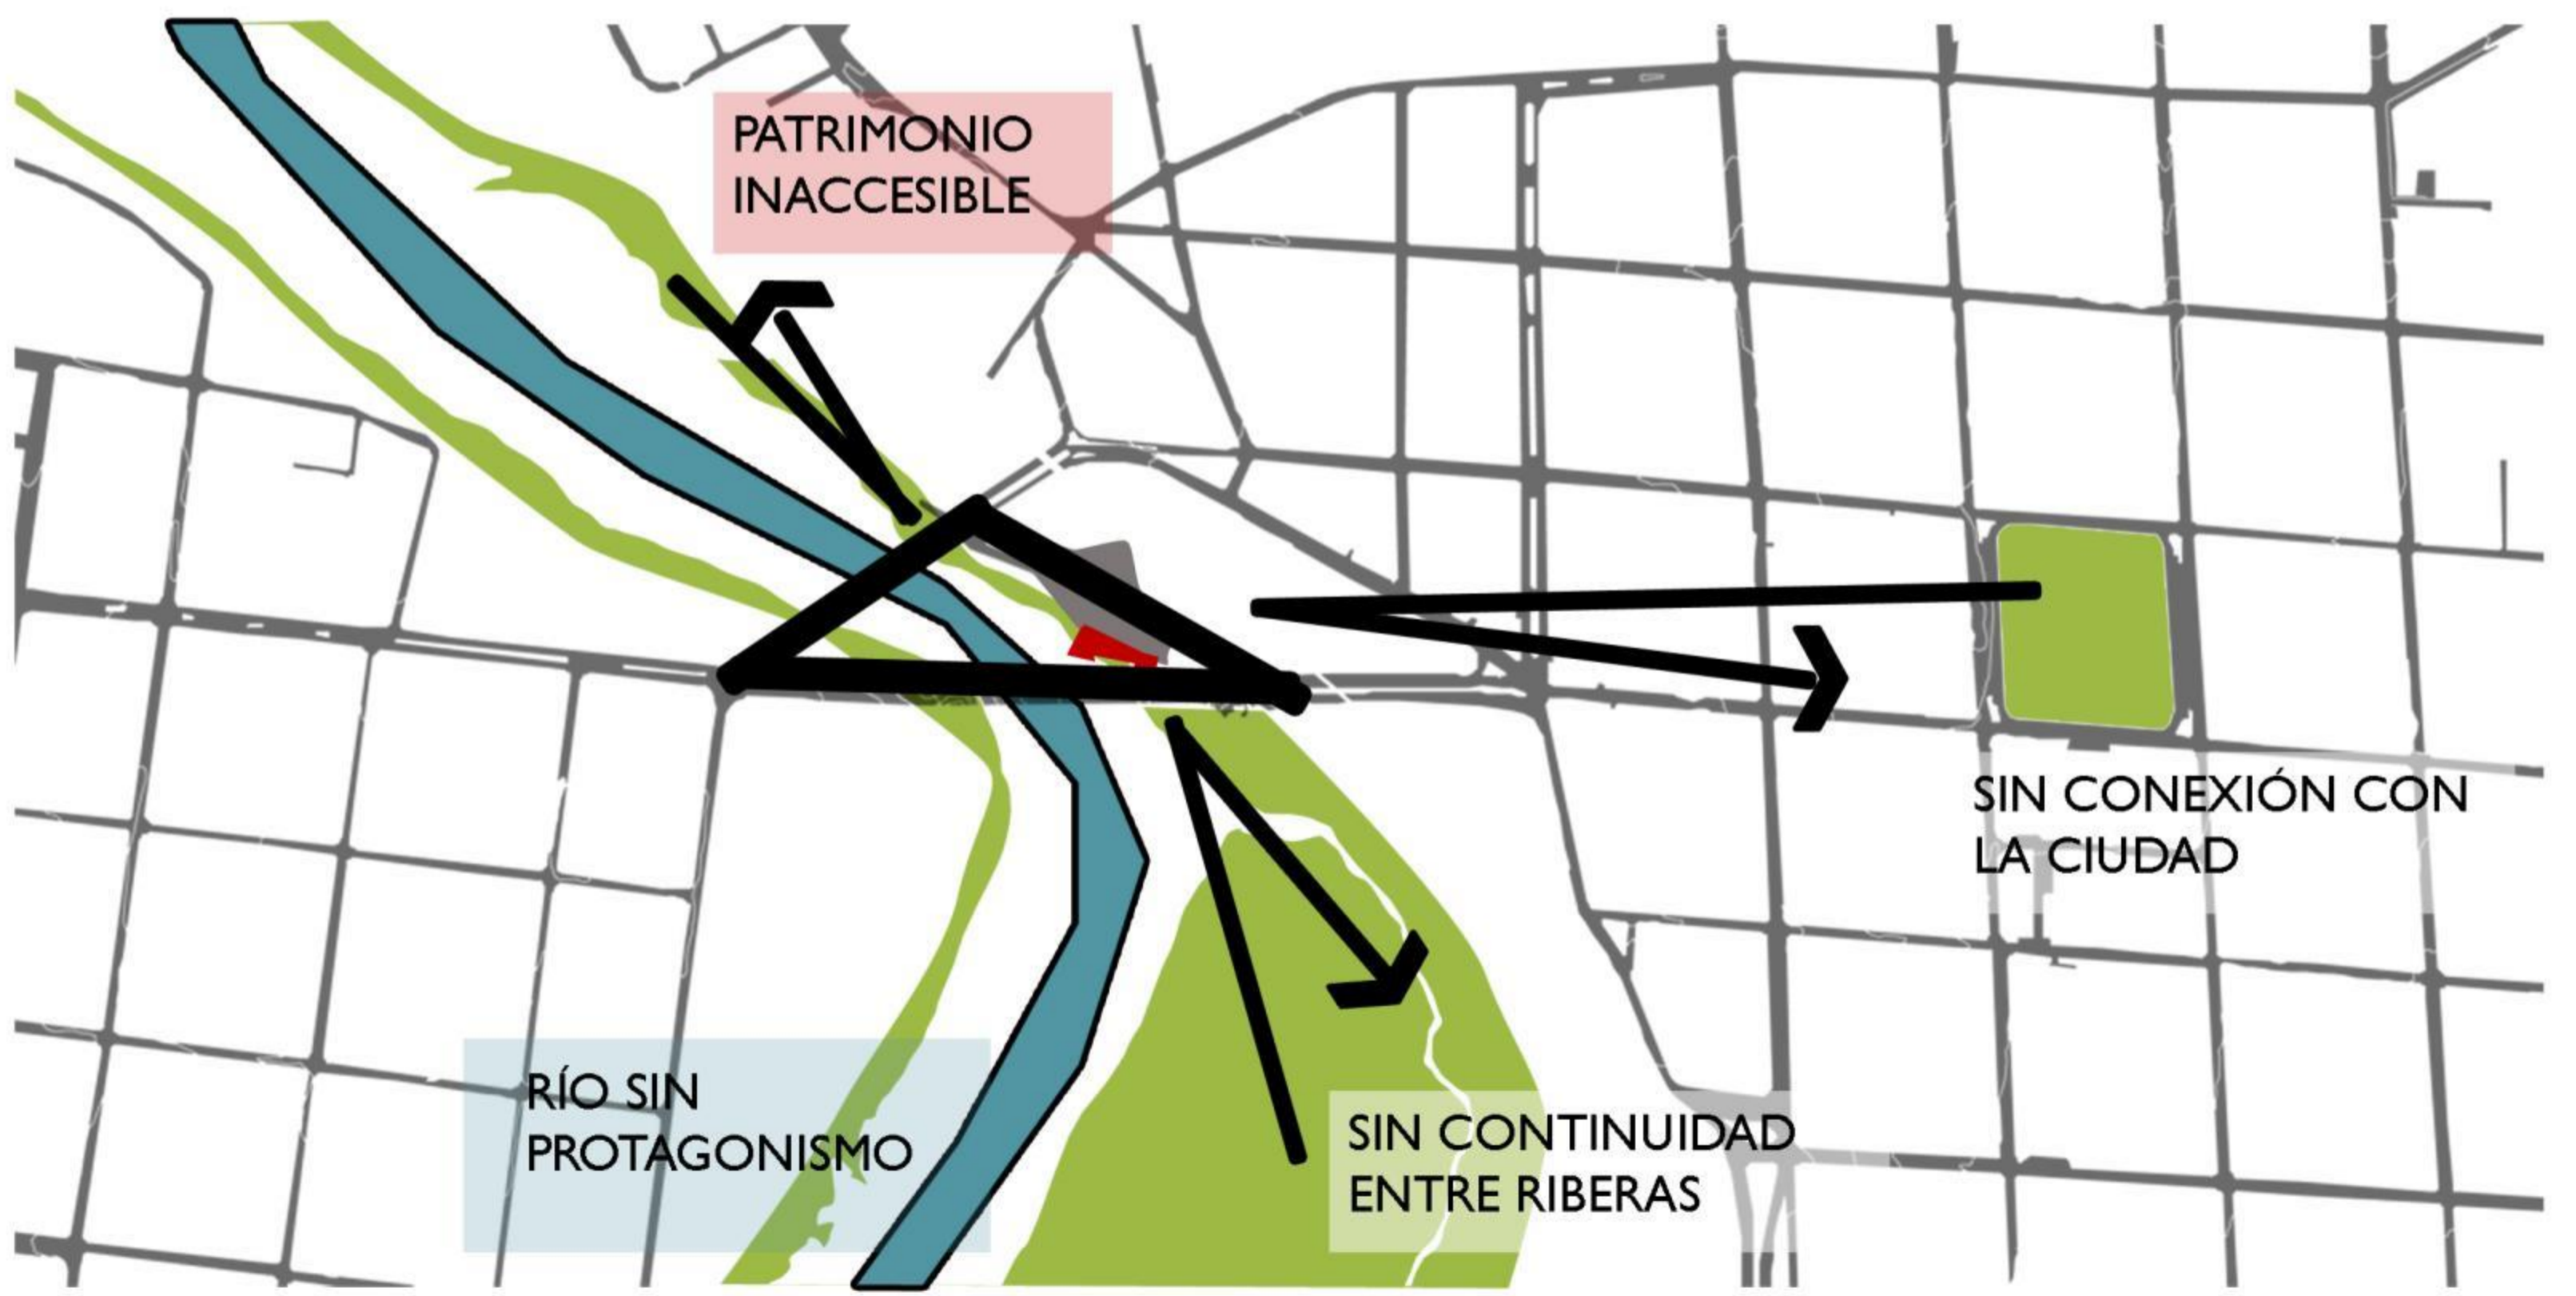 PATRIMONIO
INACCESIBLE
SIN CONEXIÓN CON
LA CIUDAD
RÍO SIN
PROTAGONISMO
SIN CONTINUIDAD
ENTRE RIBERAS